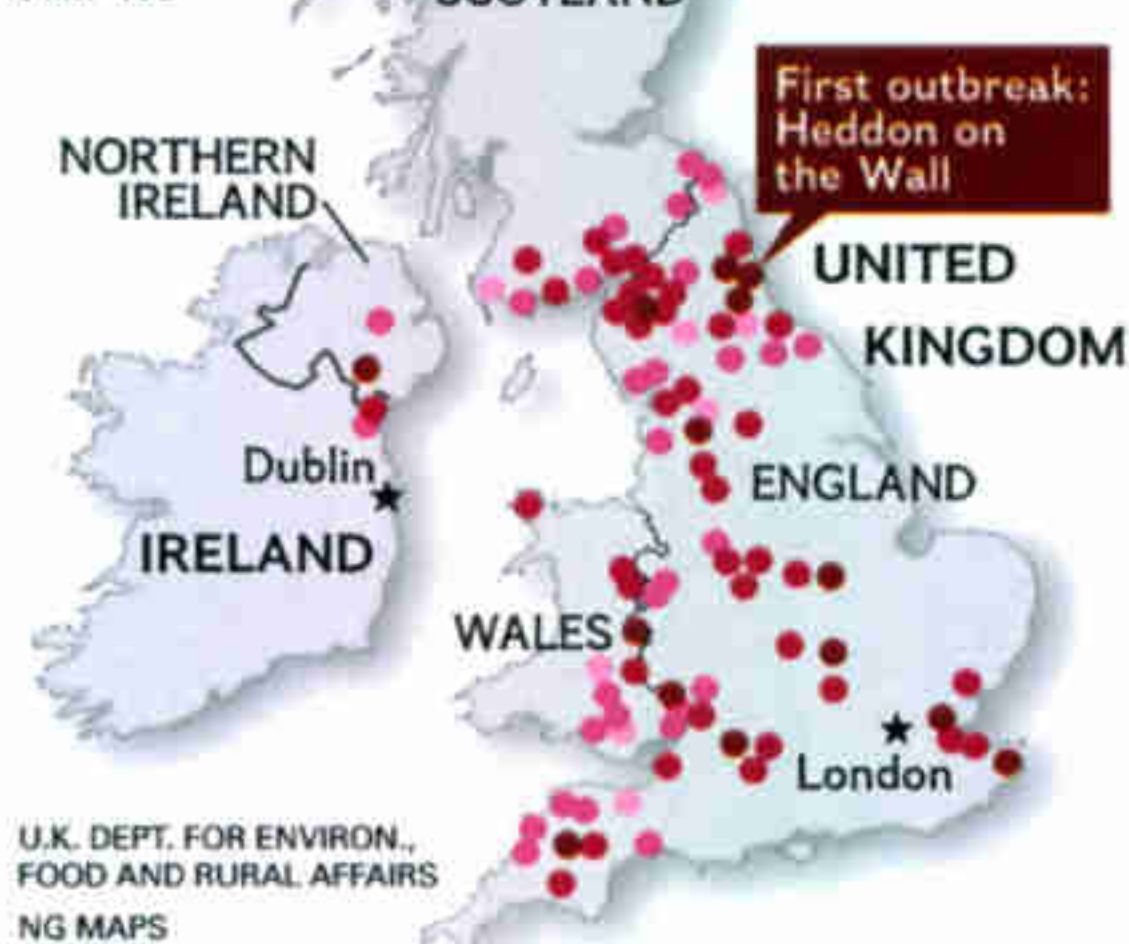 SCOTLAND
First outbreak:
Heddon on
the Wall
NORTHERN
IRELAND
UNITED
KINGDOM
Dublin
ENGLAND
IRELAND
WALES
London
U.K. DEPT. FOR ENVIRON.,
FOOD AND RURAL AFFAIRS
NG MAPS